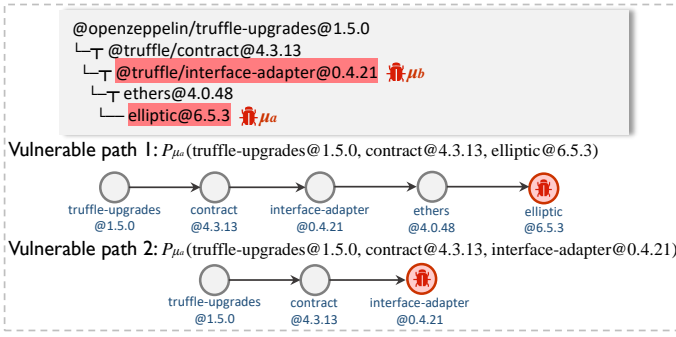 @openzeppelin/truffle-upgrades@1.5.0
└─┬ @truffle/contract@4.3.13
└─┬ @truffle/interface-adapter@0.4.21 μb
└─┬ ethers@4.0.48
└── elliptic@6.5.3 μa
Vulnerable path 1: Pμa(truffle-upgrades@1.5.0, contract@4.3.13, elliptic@6.5.3)
truffle-upgrades contract interface-adapter ethers elliptic
@1.5.0 @4.3.13 @0.4.21 @4.0.48 @6.5.3
Vulnerable path 2: Pμa(truffle-upgrades@1.5.0, contract@4.3.13, interface-adapter@0.4.21)
truffle-upgrades contract interface-adapter
@1.5.0 @4.3.13 @0.4.21